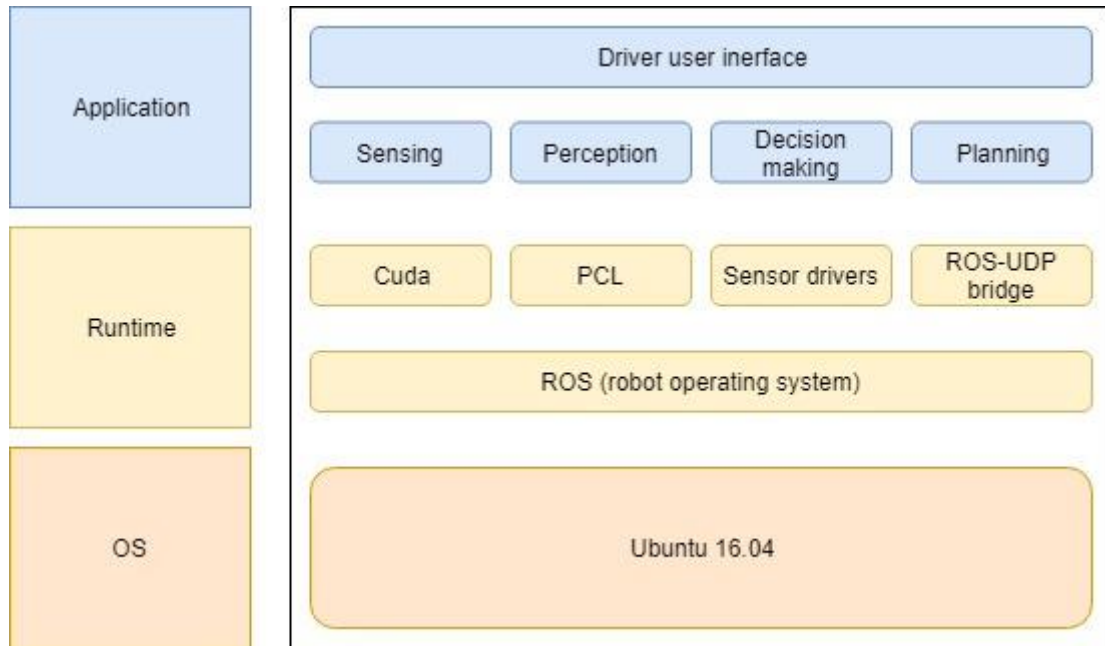 Application
Driver user inerface
Sensing
Perception
Decision
making
Planning
Runtime
Cuda
PCL
Sensor drivers
ROS-UDP
bridge
ROS (robot operating system)
OS
Ubuntu 16.04